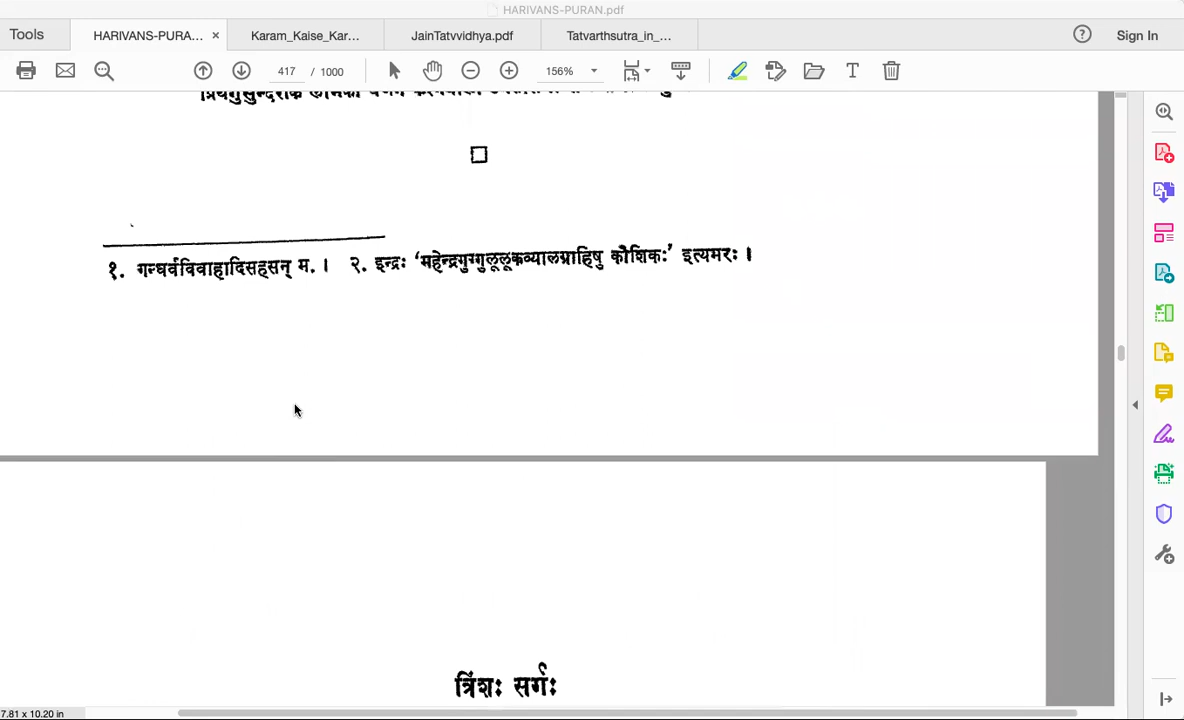 HARIVANS-PURAN.pdf
Tools HARIVANS-PURA... × Karam_Kaise_Kar... JainTatvvidhya.pdf Tatvarthsutra_in_... ? Sign In
417 / 1000 156% T
१. गन्धर्वविवाहादिसहसन् म. । २. इन्द्रः ‘महेन्द्रगुग्गुलूलूकव्यालग्राहिषु कौशिकः’ इत्यमरः ।
त्रिंशः सर्गः
7.81 x 10.20 in